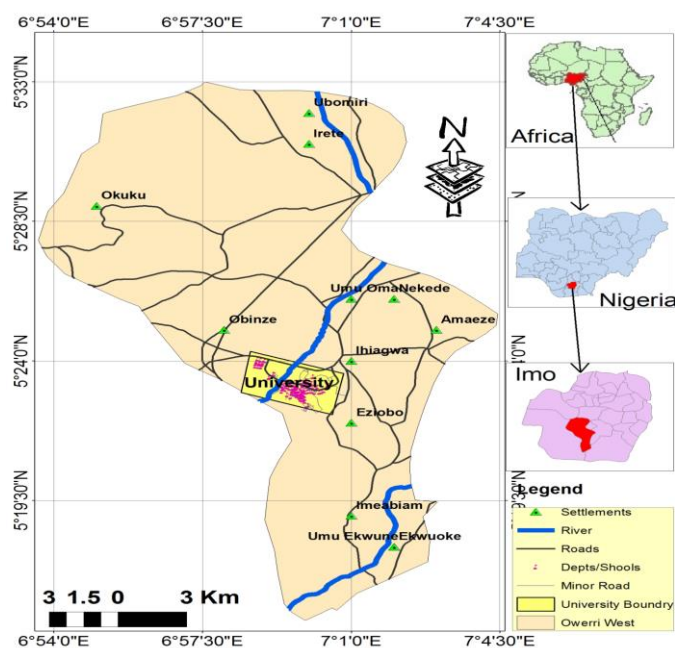 6°54'0"E 6°57'30"E 7°1'0"E 7°4'30"E
5°33'0"N
Ubomiri
Irete
N
Okuku
5°28'30"N
Umu OmaNekede
Obinze
Amaeze
Ihiagwa
5°24'0"N
University
Eziobo
5°19'30"N
Imeabiam
Umu EkwuneEkwuoke
3 1.5 0 3 Km
6°54'0"E 6°57'30"E 7°1'0"E 7°4'30"E
Africa
Nigeria
Imo
Legend
Settlements
River
Roads
Depts/Shools
Minor Road
University Boundry
Owerri West